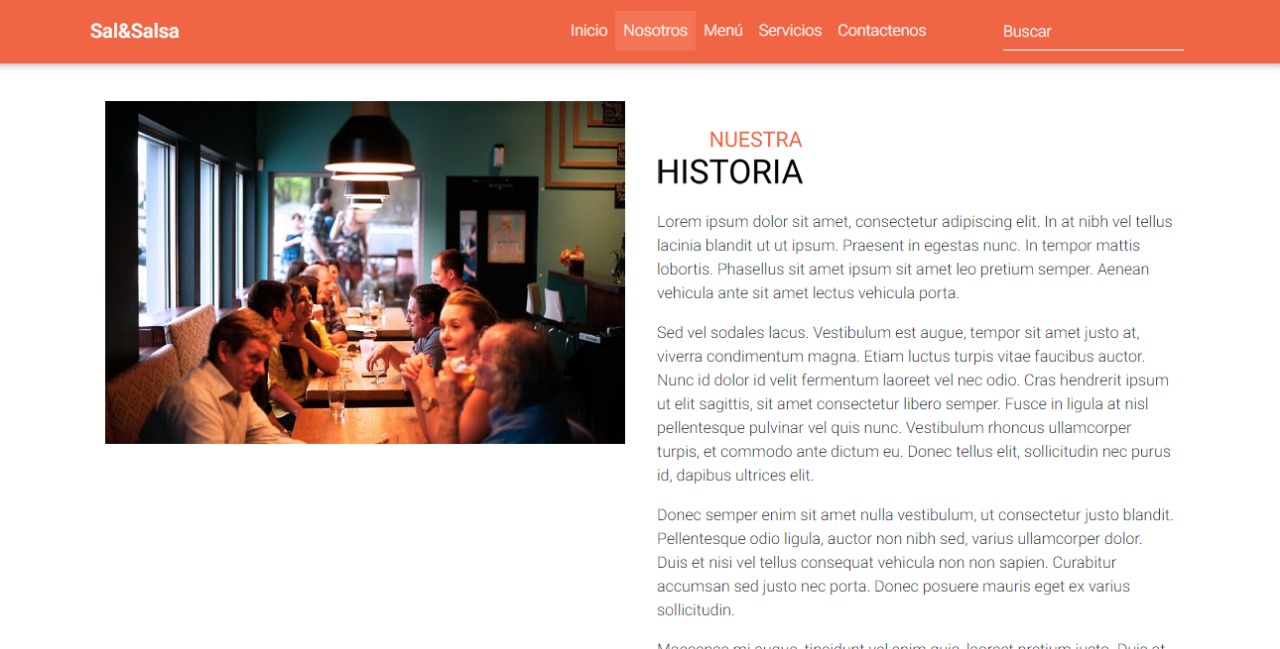 Sal&Salsa Inicio Nosotros Menú Servicios Contactenos Buscar
NUESTRA
HISTORIA
Lorem ipsum dolor sit amet, consectetur adipiscing elit. In at nibh vel tellus
lacinia blandit ut ut ipsum. Praesent in egestas nunc. In tempor mattis
lobortis. Phasellus sit amet ipsum sit amet leo pretium semper. Aenean
vehicula ante sit amet lectus vehicula porta.
Sed vel sodales lacus. Vestibulum est augue, tempor sit amet justo at,
viverra condimentum magna. Etiam luctus turpis vitae faucibus auctor.
Nunc id dolor id velit fermentum laoreet vel nec odio. Cras hendrerit ipsum
ut elit sagittis, sit amet consectetur libero semper. Fusce in ligula at nisl
pellentesque pulvinar vel quis nunc. Vestibulum rhoncus ullamcorper
turpis, et commodo ante dictum eu. Donec tellus elit, sollicitudin nec purus
id, dapibus ultrices elit.
Donec semper enim sit amet nulla vestibulum, ut consectetur justo blandit.
Pellentesque odio ligula, auctor non nibh sed, varius ullamcorper dolor.
Duis et nisi vel tellus consequat vehicula non non sapien. Curabitur
accumsan sed justo nec porta. Donec posuere mauris eget ex varius
sollicitudin.